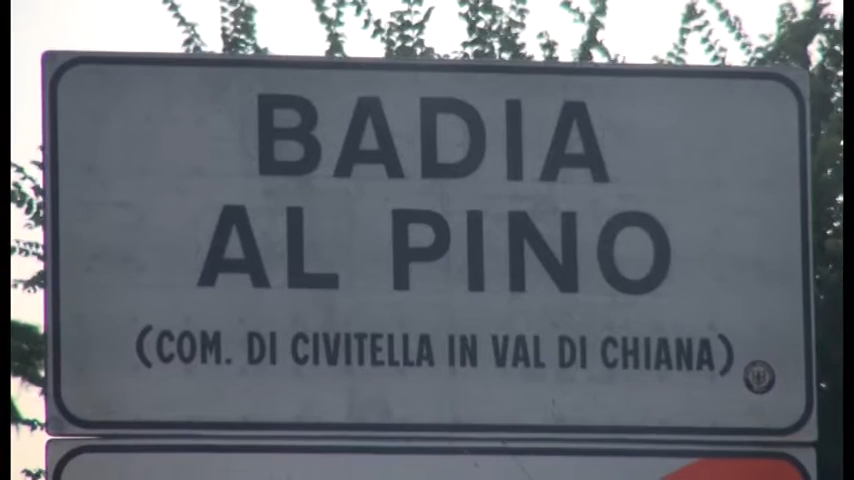 BADIA
AL PINO
(COM. DI CIVITELLA IN VAL DI CHIANA)